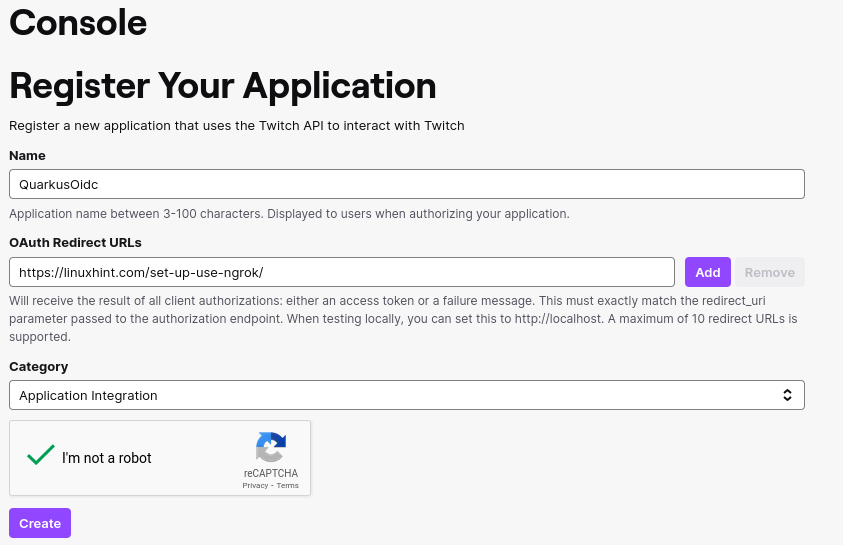 Console
Register Your Application
Register a new application that uses the Twitch API to interact with Twitch
Name
QuarkusOidc
Application name between 3-100 characters. Displayed to users when authorizing your application.
OAuth Redirect URLs
https://linuxhint.com/set-up-use-ngrok/
Add
Remove
Will receive the result of all client authorizations: either an access token or a failure message. This must exactly match the redirect_uri
parameter passed to the authorization endpoint. When testing locally, you can set this to http://localhost. A maximum of 10 redirect URLs is
supported.
Category
Application Integration
I'm not a robot
reCAPTCHA
Privacy - Terms
Create